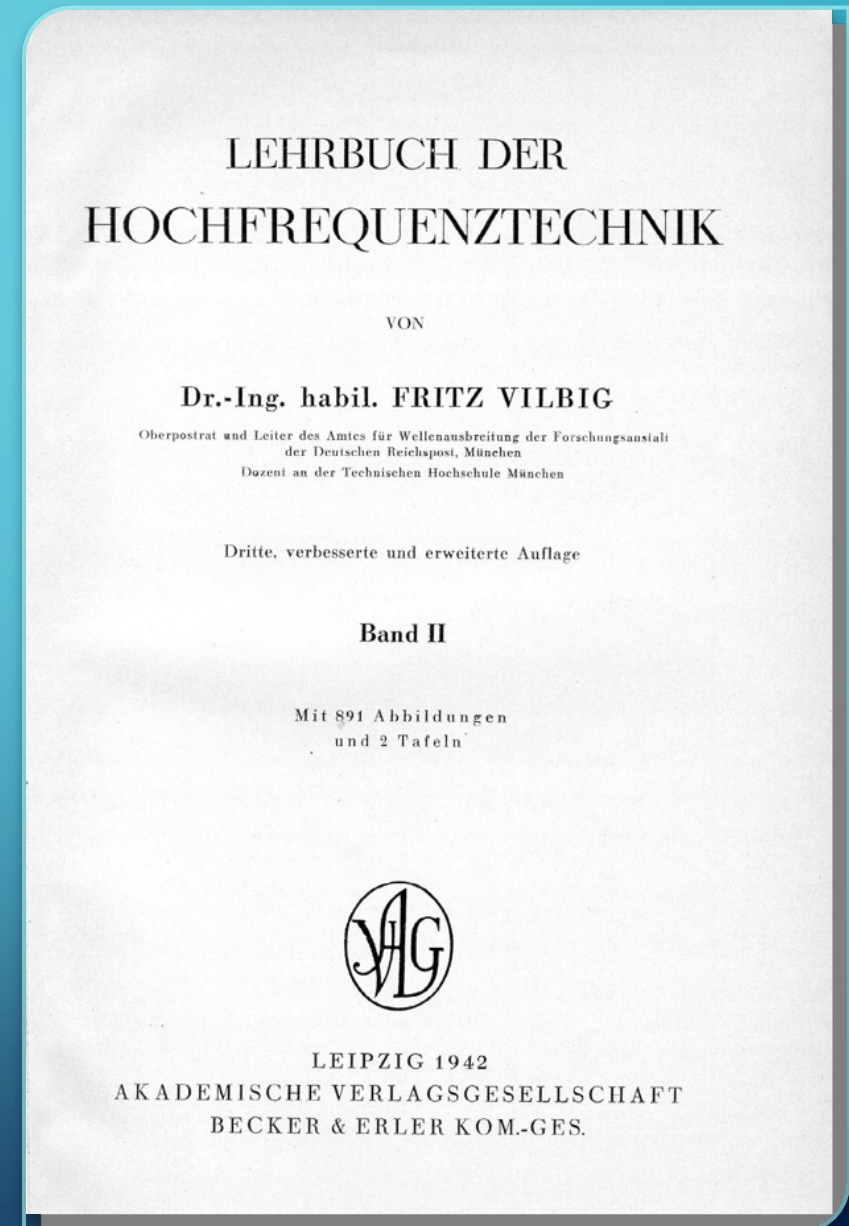 LEHRBUCH DER
HOCHFREQUENZTECHNIK
VON
Dr.-Ing. habil. FRITZ VILBIG
Oberpostrat und Leiter des Amtes für Wellenausbreitung der Forschungsanstalt
der Deutschen Reichspost, München
Dozent an der Technischen Hochschule München
Dritte, verbesserte und erweiterte Auflage
Band II
Mit 891 Abbildungen
und 2 Tafeln
VAG
LEIPZIG 1942
AKADEMISCHE VERLAGSGESELLSCHAFT
BECKER & ERLER KOM.-GES.